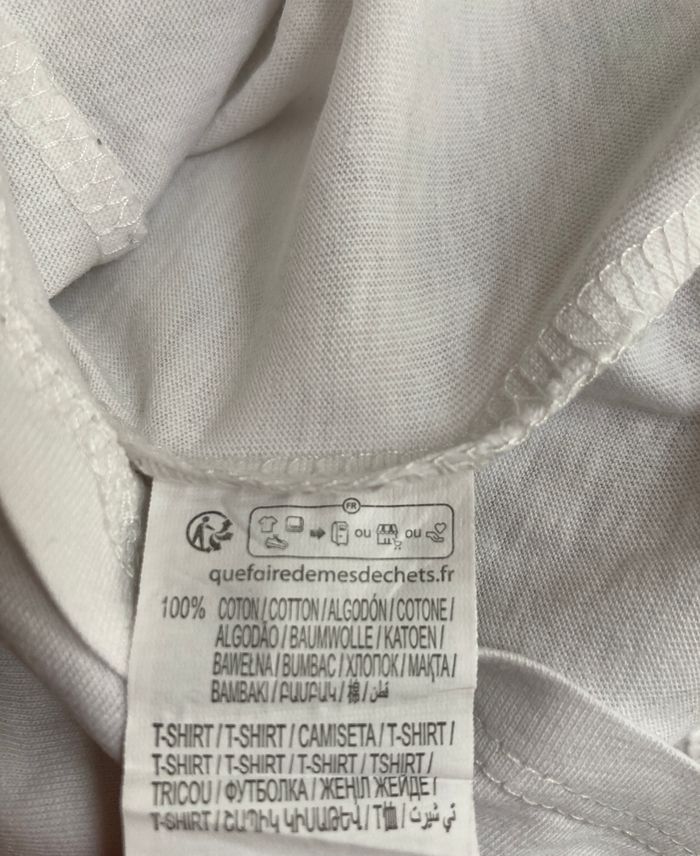 FR
ou ou
quefairedemesdechets.fr
100% COTON / COTTON / ALGODÓN / COTONE /
ALGODÃO / BAUMWOLLE / KATOEN /
BAWEŁNA / BUMBAC / ХЛОПОК / МАҚТА /
BAMBAKI / ԲԱՄԲԱԿ / 棉 / قطن
T-SHIRT / T-SHIRT / CAMISETA / T-SHIRT /
T-SHIRT / T-SHIRT / T-SHIRT / TSHIRT /
TRICOU / ФУТБОЛКА / ЖЕҢІЛ ЖЕЙДЕ /
T-SHIRT / ՇԱՊԻԿ ԿԻՍԱԹԵՎ / T恤 / تي شيرت